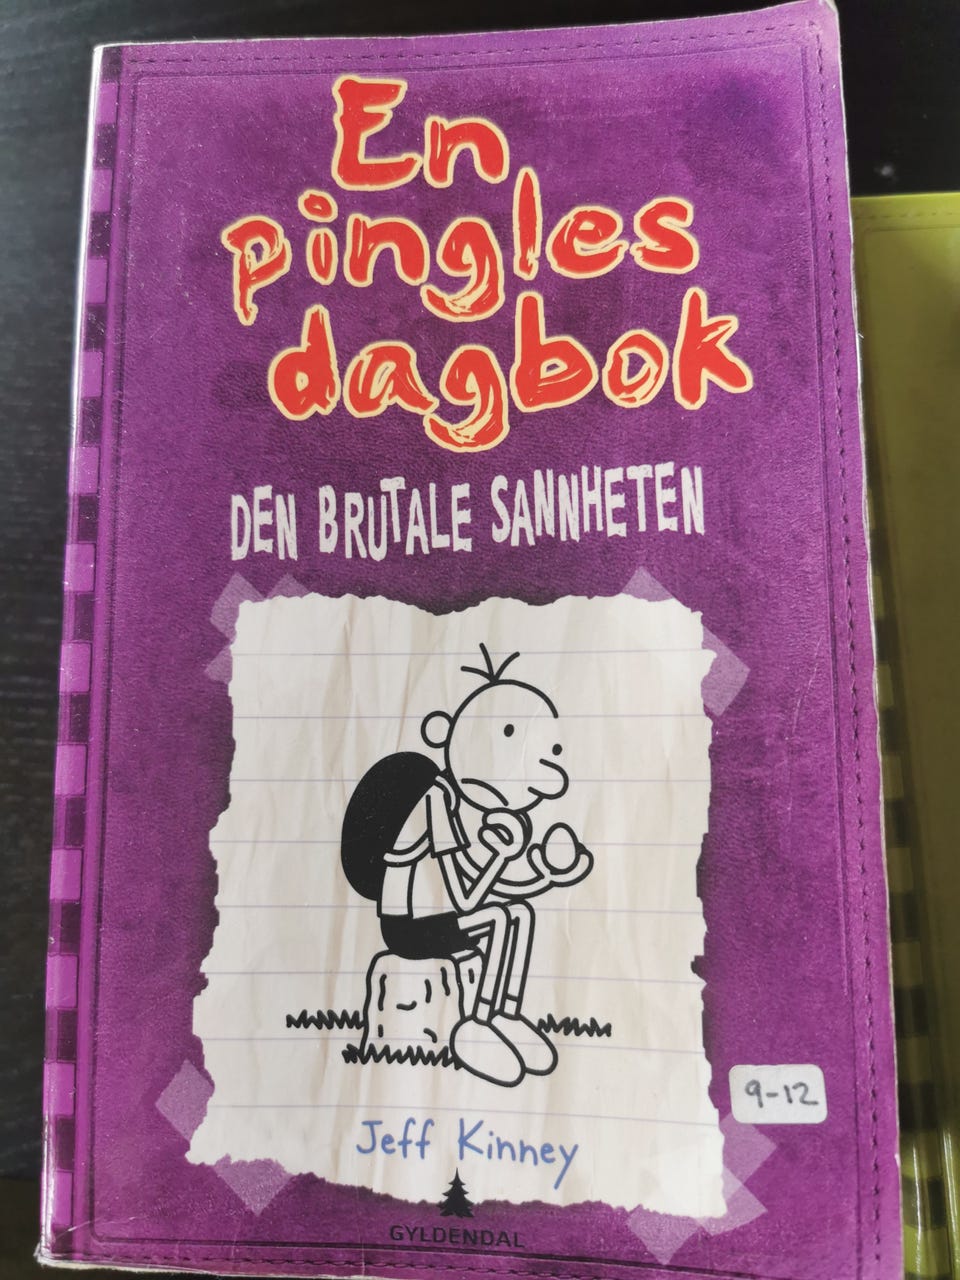 En
pingles
dagbok
DEN BRUTALE SANNHETEN
9-12
Jeff Kinney
GYLDENDAL